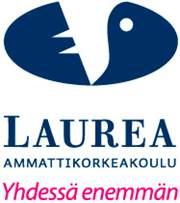 LAUREA
AMMATTIKORKEAKOULU
Yhdessä enemmän